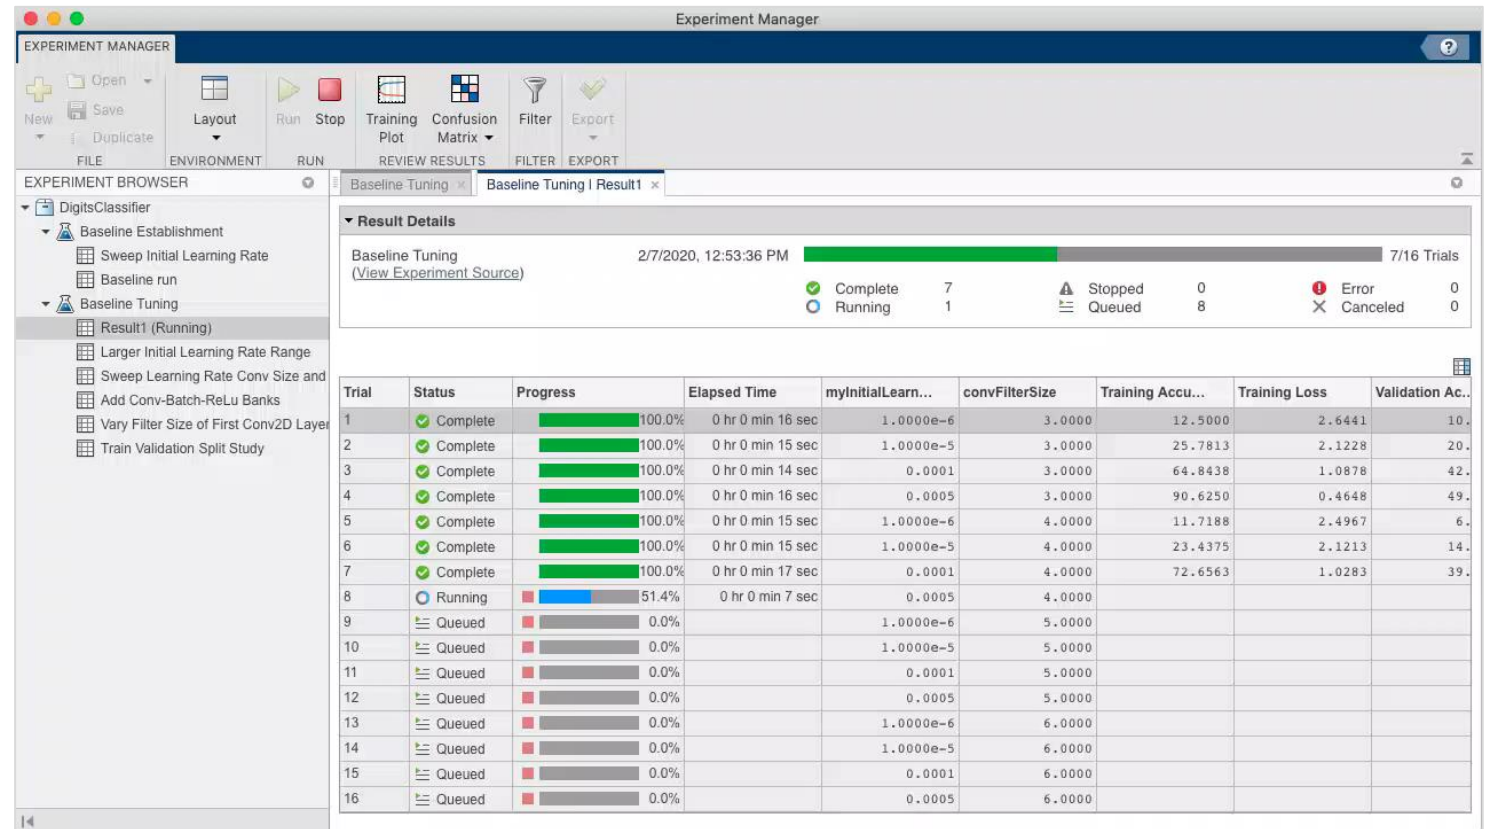 Experiment Manager
EXPERIMENT MANAGER
?
New
Open
Save
Duplicate
Layout
Run
Stop
Training Plot
Confusion Matrix
Filter
Export
FILE
ENVIRONMENT
RUN
REVIEW RESULTS
FILTER
EXPORT
EXPERIMENT BROWSER
DigitsClassifier
Baseline Establishment
Sweep Initial Learning Rate
Baseline run
Baseline Tuning
Result1 (Running)
Larger Initial Learning Rate Range
Sweep Learning Rate Conv Size and
Add Conv-Batch-ReLu Banks
Vary Filter Size of First Conv2D Layer
Train Validation Split Study
Baseline Tuning × Baseline Tuning | Result1 ×
Result Details
Baseline Tuning 2/7/2020, 12:53:36 PM 7/16 Trials
(View Experiment Source)
Complete 7 Stopped 0 Error 0
Running 1 Queued 8 Canceled 0
Trial Status Progress Elapsed Time myInitialLearn... convFilterSize Training Accu... Training Loss Validation Ac..
1 Complete 100.0% 0 hr 0 min 16 sec 1.0000e-6 3.0000 12.5000 2.6441 10.
2 Complete 100.0% 0 hr 0 min 15 sec 1.0000e-5 3.0000 25.7813 2.1228 20.
3 Complete 100.0% 0 hr 0 min 14 sec 0.0001 3.0000 64.8438 1.0878 42.
4 Complete 100.0% 0 hr 0 min 16 sec 0.0005 3.0000 90.6250 0.4648 49.
5 Complete 100.0% 0 hr 0 min 15 sec 1.0000e-6 4.0000 11.7188 2.4967 6.
6 Complete 100.0% 0 hr 0 min 15 sec 1.0000e-5 4.0000 23.4375 2.1213 14.
7 Complete 100.0% 0 hr 0 min 17 sec 0.0001 4.0000 72.6563 1.0283 39.
8 Running 51.4% 0 hr 0 min 7 sec 0.0005 4.0000
9 Queued 0.0% 1.0000e-6 5.0000
10 Queued 0.0% 1.0000e-5 5.0000
11 Queued 0.0% 0.0001 5.0000
12 Queued 0.0% 0.0005 5.0000
13 Queued 0.0% 1.0000e-6 6.0000
14 Queued 0.0% 1.0000e-5 6.0000
15 Queued 0.0% 0.0001 6.0000
16 Queued 0.0% 0.0005 6.0000